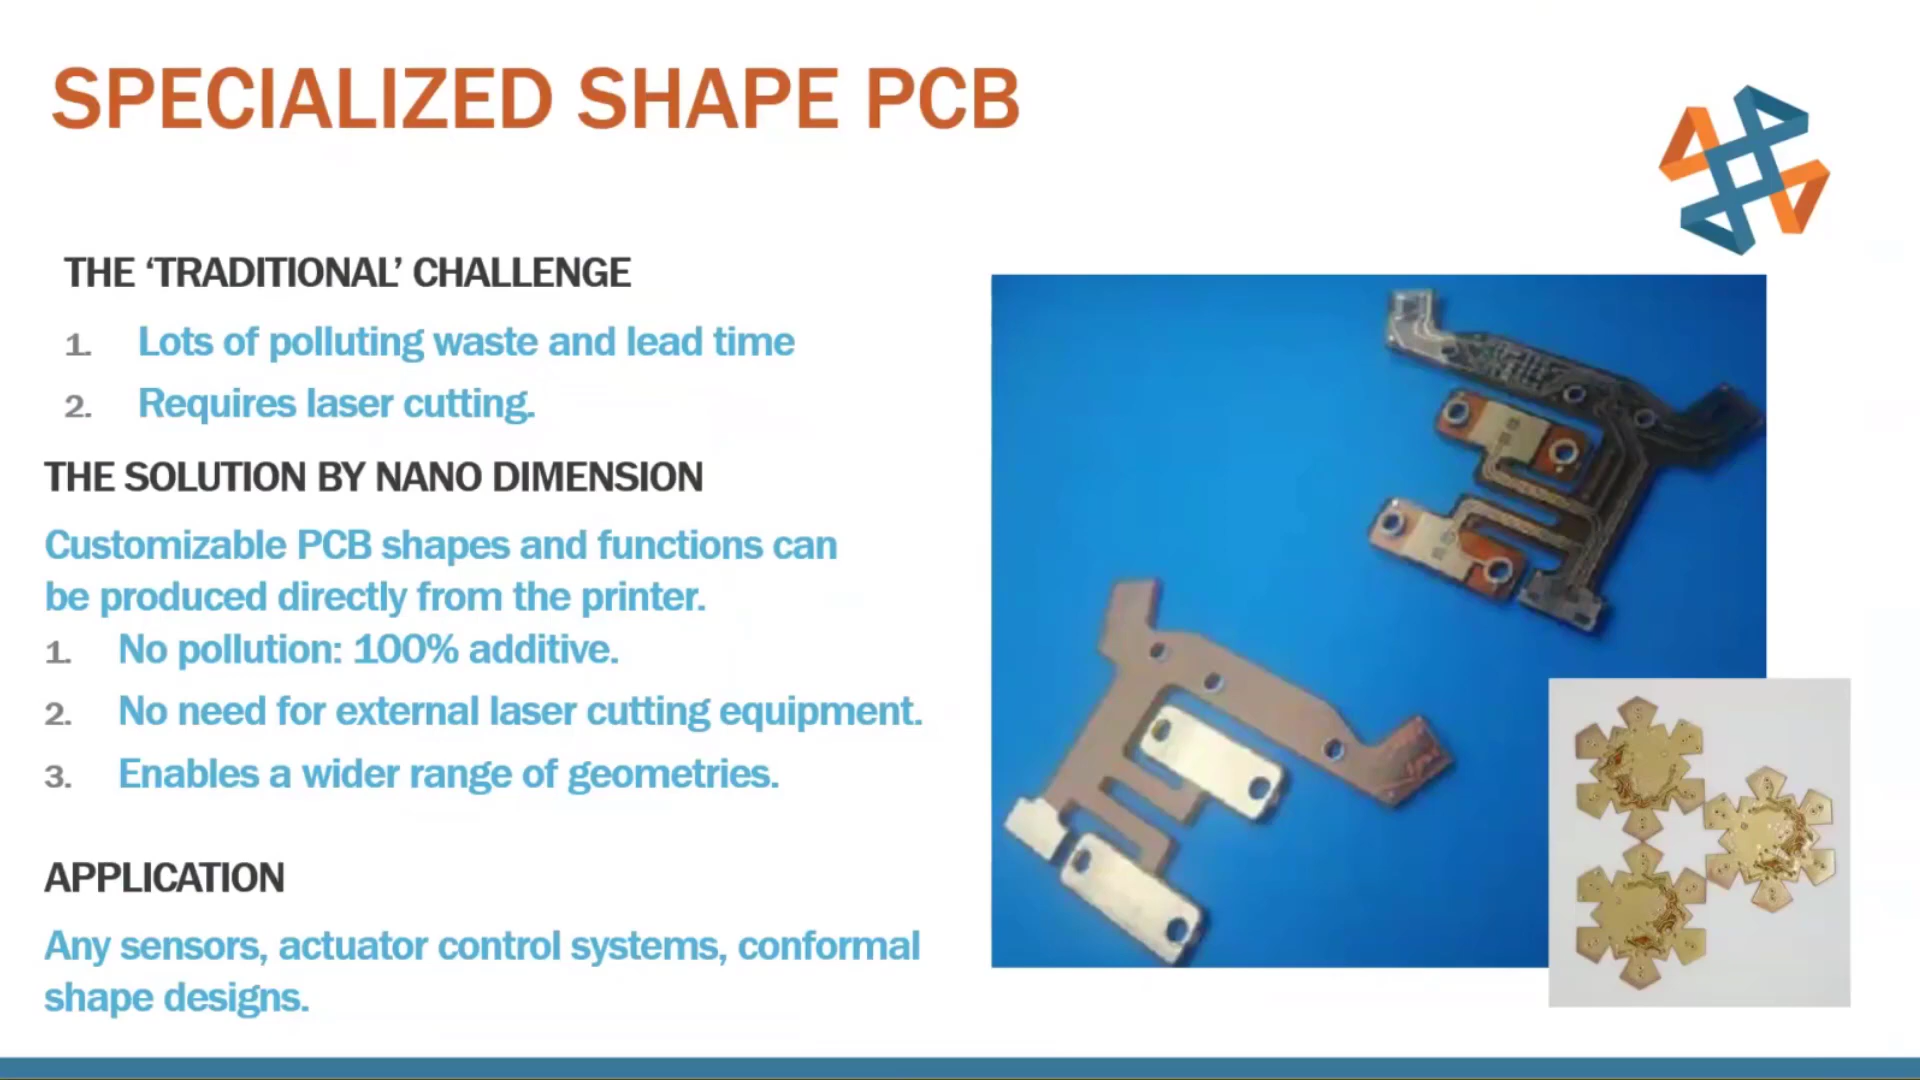 SPECIALIZED SHAPE PCB
THE ‘TRADITIONAL’ CHALLENGE
1. Lots of polluting waste and lead time
2. Requires laser cutting.
THE SOLUTION BY NANO DIMENSION
Customizable PCB shapes and functions can
be produced directly from the printer.
1. No pollution: 100% additive.
2. No need for external laser cutting equipment.
3. Enables a wider range of geometries.
APPLICATION
Any sensors, actuator control systems, conformal
shape designs.